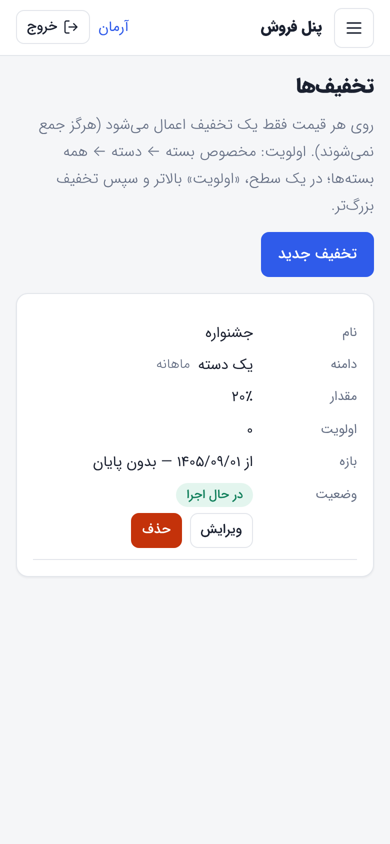 پنل فروش
آرمان
خروج
تخفیف‌ها
روی هر قیمت فقط یک تخفیف اعمال می‌شود (هرگز جمع
نمی‌شوند). اولویت: مخصوص بسته ← دسته ← همه
بسته‌ها؛ در یک سطح، «اولویت» بالاتر و سپس تخفیف
بزرگ‌تر.
تخفیف جدید
نام جشنواره
دامنه یک دسته ماهانه
مقدار ۲۰٪
اولویت ۰
بازه از ۱۴۰۵/۰۹/۰۱ — بدون پایان
وضعیت در حال اجرا
ویرایش حذف